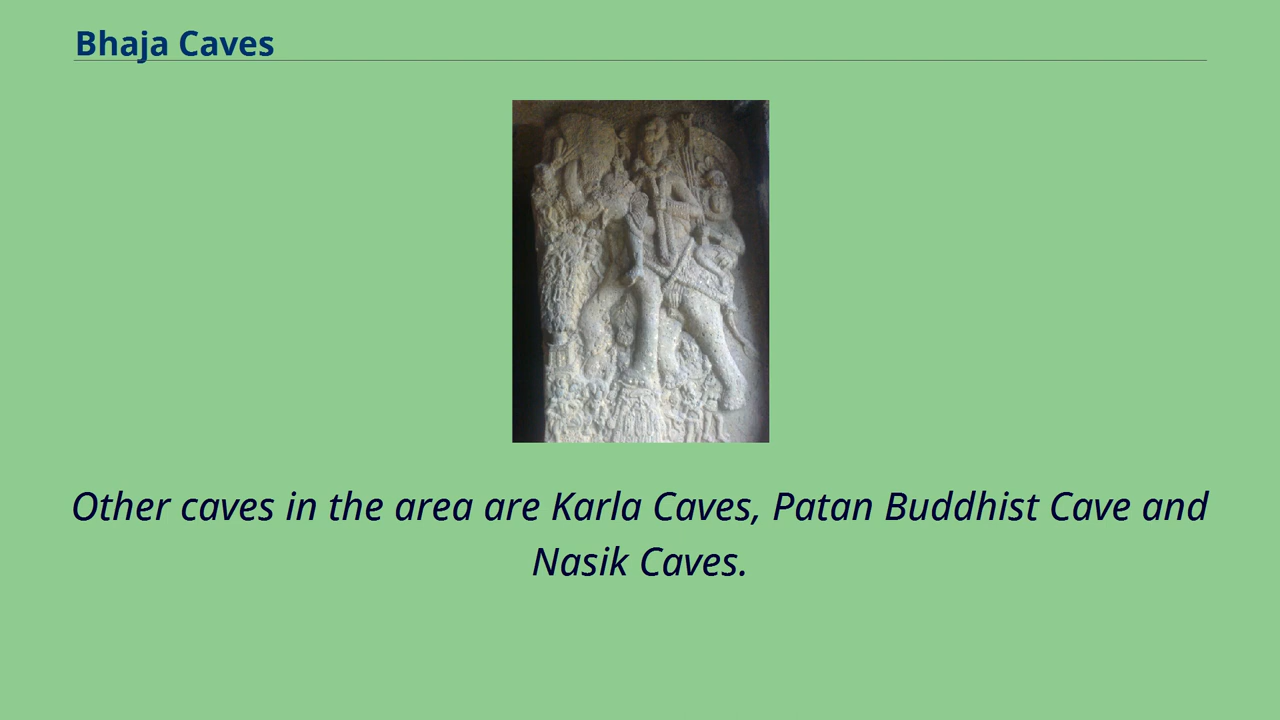 Bhaja Caves
Other caves in the area are Karla Caves, Patan Buddhist Cave and
Nasik Caves.